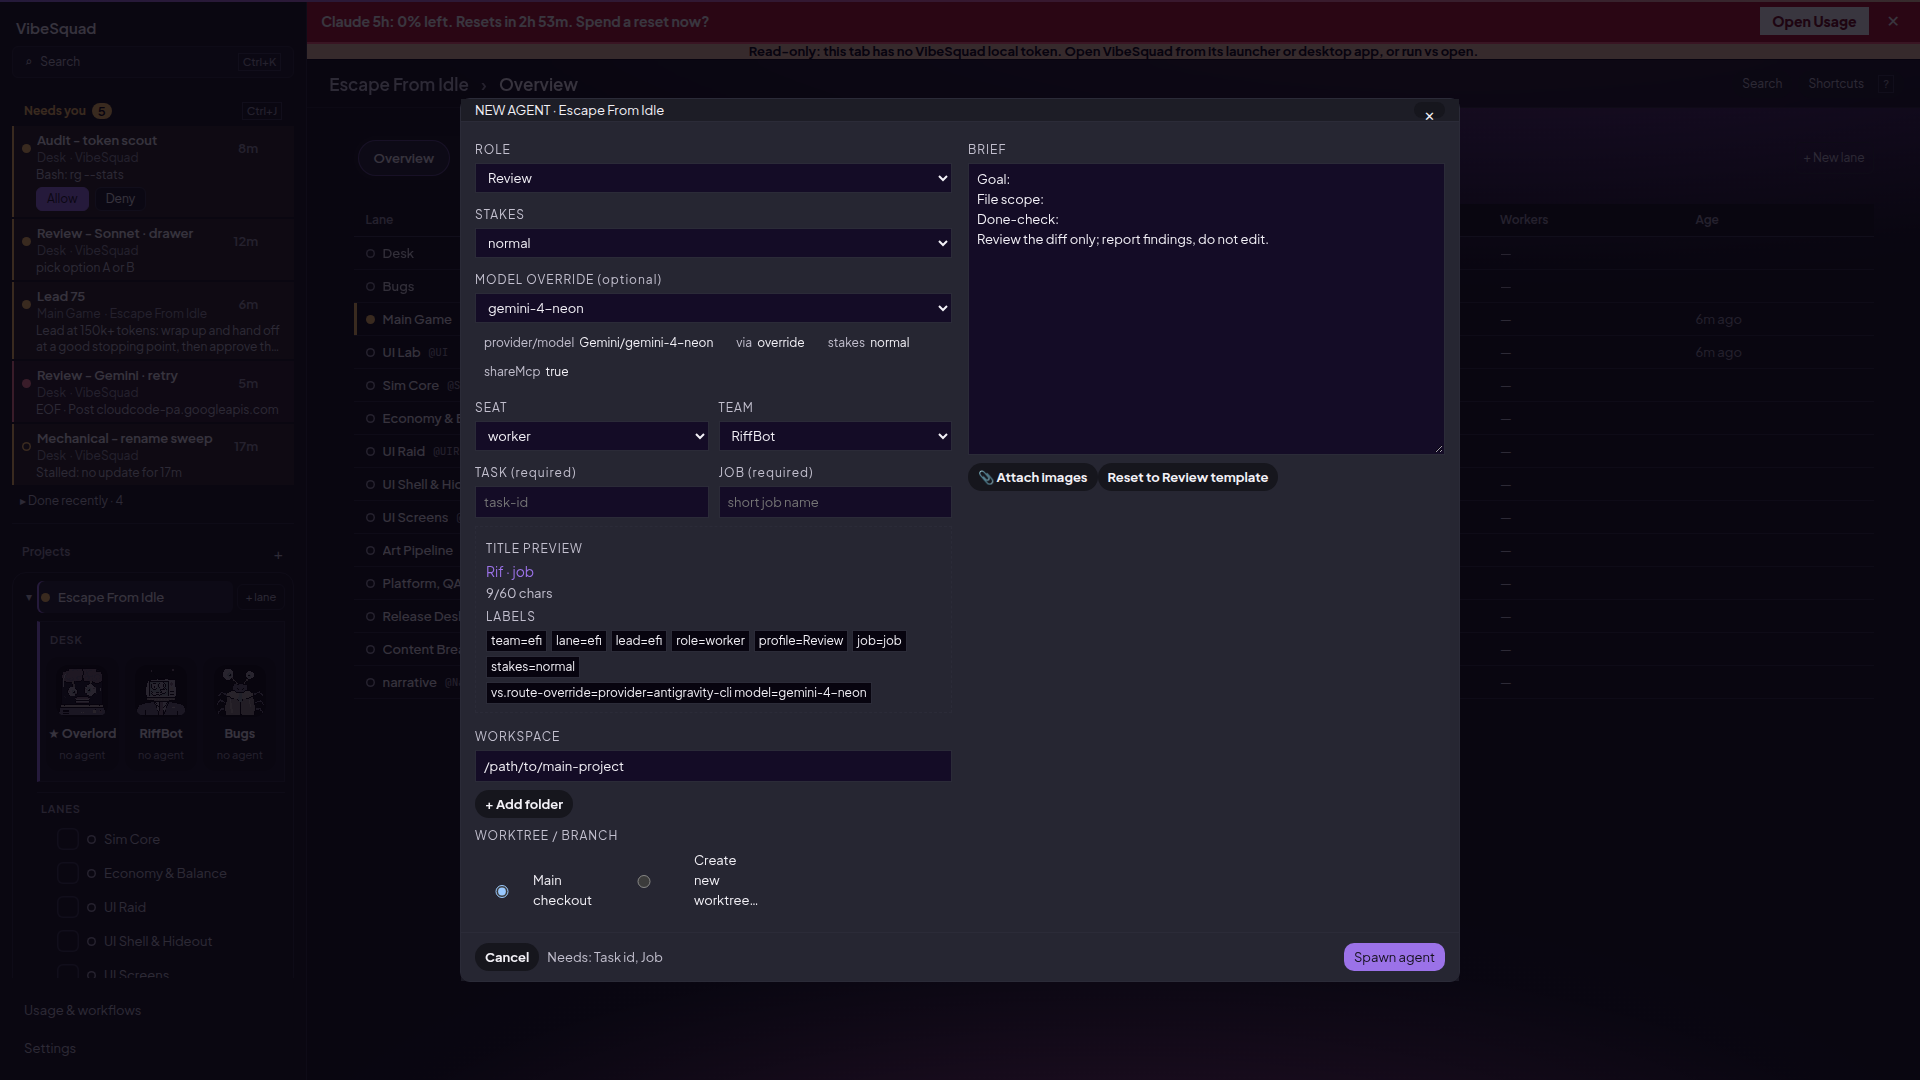 VibeSquad
Search Ctrl+K
Needs you 5 Ctrl+J
Audit – token scout 8m
Desk · VibeSquad
Bash: rg --stats
Allow Deny
Review – Sonnet · drawer 12m
Desk · VibeSquad
pick option A or B
Lead 75 6m
Main Game · Escape From Idle
Lead at 150k+ tokens: wrap up and hand off
at a good stopping point, then approve th…
Review – Gemini · retry 5m
Desk · VibeSquad
EOF · Post cloudcode-pa.googleapis.com
Mechanical – rename sweep 17m
Desk · VibeSquad
Stalled: no update for 17m
▸ Done recently · 4
Projects +
▾ Escape From Idle + lane
DESK
★ Overlord RiffBot Bugs
no agent no agent no agent
LANES
Sim Core
Economy & Balance
UI Raid
UI Shell & Hideout
UI Screens
Usage & workflows
Settings
Claude 5h: 0% left. Resets in 2h 53m. Spend a reset now? Open Usage ×
Read-only: this tab has no VibeSquad local token. Open VibeSquad from its launcher or desktop app, or run vs open.
Escape From Idle › Overview Search Shortcuts ?
Overview + New lane
Lane Workers Age
Desk —
Bugs —
Main Game — 6m ago
UI Lab @UI — 6m ago
Sim Core —
Economy & —
UI Raid @UIR —
UI Shell & Hid —
UI Screens —
Art Pipeline —
Platform, QA —
Release Des —
Content Brea —
narrative —
NEW AGENT · Escape From Idle ×
ROLE
Review
STAKES
normal
MODEL OVERRIDE (optional)
gemini-4-neon
provider/model Gemini/gemini-4-neon via override stakes normal
shareMcp true
SEAT TEAM
worker RiffBot
TASK (required) JOB (required)
task-id short job name
TITLE PREVIEW
Rif · job
9/60 chars
LABELS
team=efi lane=efi lead=efi role=worker profile=Review job=job
stakes=normal
vs.route-override=provider=antigravity-cli model=gemini-4-neon
WORKSPACE
/path/to/main-project
+ Add folder
WORKTREE / BRANCH
Main checkout
Create new worktree…
BRIEF
Goal:
File scope:
Done-check:
Review the diff only; report findings, do not edit.
📎 Attach images Reset to Review template
Cancel Needs: Task id, Job Spawn agent